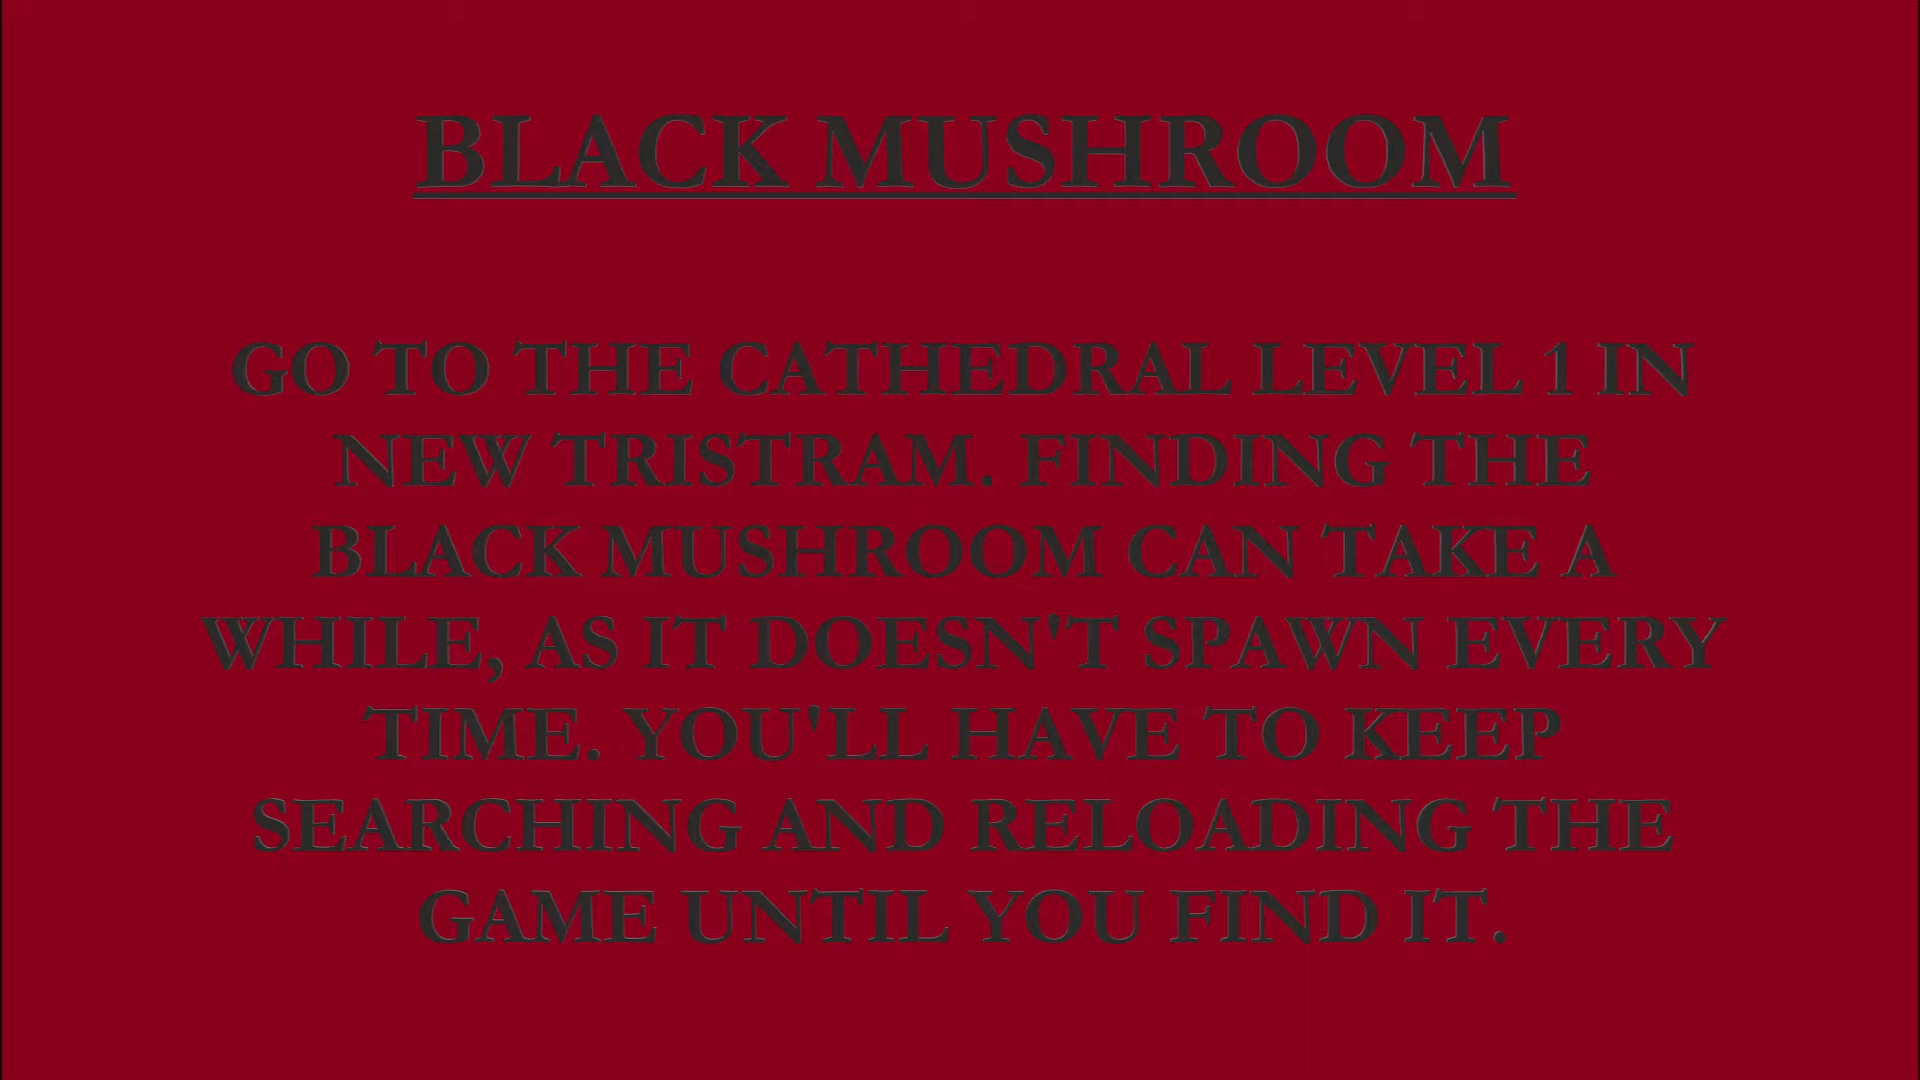 BLACK MUSHROOM
GO TO THE CATHEDRAL LEVEL 1 IN
NEW TRISTRAM. FINDING THE
BLACK MUSHROOM CAN TAKE A
WHILE, AS IT DOESN'T SPAWN EVERY
TIME. YOU'LL HAVE TO KEEP
SEARCHING AND RELOADING THE
GAME UNTIL YOU FIND IT.